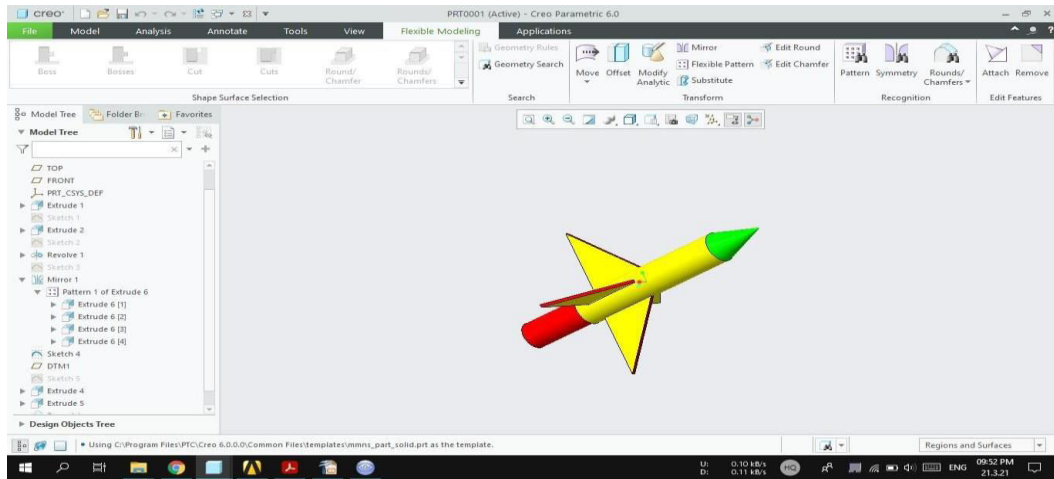 creo®
PRT0001 (Active) - Creo Parametric 6.0
File Model Analysis Annotate Tools View Flexible Modeling Applications
Boss Bosses Cut Cuts Round/ Chamfer Rounds/ Chamfers
Shape Surface Selection
Geometry Rules
Geometry Search
Search
Move Offset Modify Analytic
Mirror
Flexible Pattern
Substitute
Edit Round
Edit Chamfer
Transform
Pattern Symmetry Rounds/ Chamfers
Recognition
Attach Remove
Edit Features
Model Tree Folder Br Favorites
Model Tree
TOP
FRONT
PRT_CSYS_DEF
Extrude 1
Sketch 1
Extrude 2
Sketch 2
Revolve 1
Sketch 3
Mirror 1
Pattern 1 of Extrude 6
Extrude 6 [1]
Extrude 6 [2]
Extrude 6 [3]
Extrude 6 [4]
Sketch 4
DTM1
Sketch 5
Extrude 4
Extrude 5
Design Objects Tree
• Using C:\Program Files\PTC\Creo 6.0.0.0\Common Files\templates\mmns_part_solid.prt as the template.
Regions and Surfaces
U: 0.10 kB/s
D: 0.11 kB/s
HQ
ENG
09:52 PM
21.3.21